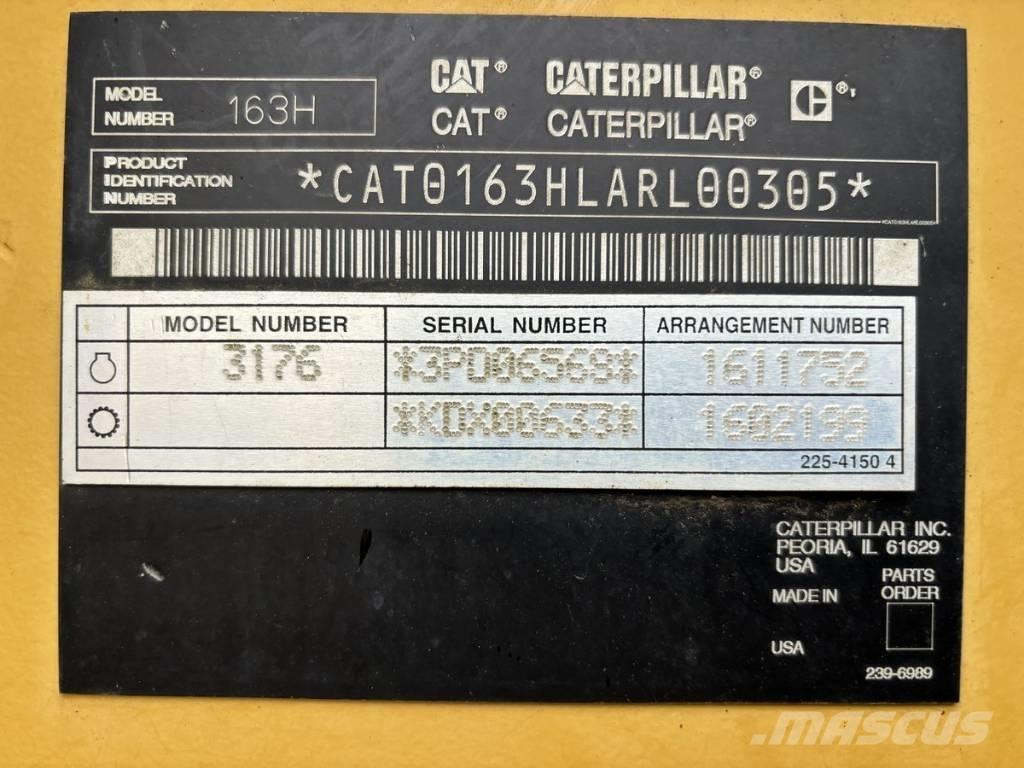 MODEL
NUMBER 163H
CAT® CATERPILLAR® ®,
CAT® CATERPILLAR®
PRODUCT
IDENTIFICATION
NUMBER *CAT0163HLARL00305*
*CAT0163HLARL00305*
MODEL NUMBER SERIAL NUMBER ARRANGEMENT NUMBER
3176 *3PD06569* 1611752
*KDX00633* 1602199
225-4150 4
CATERPILLAR INC.
PEORIA, IL 61629
USA
MADE IN
USA
PARTS
ORDER
239-6989
mascus